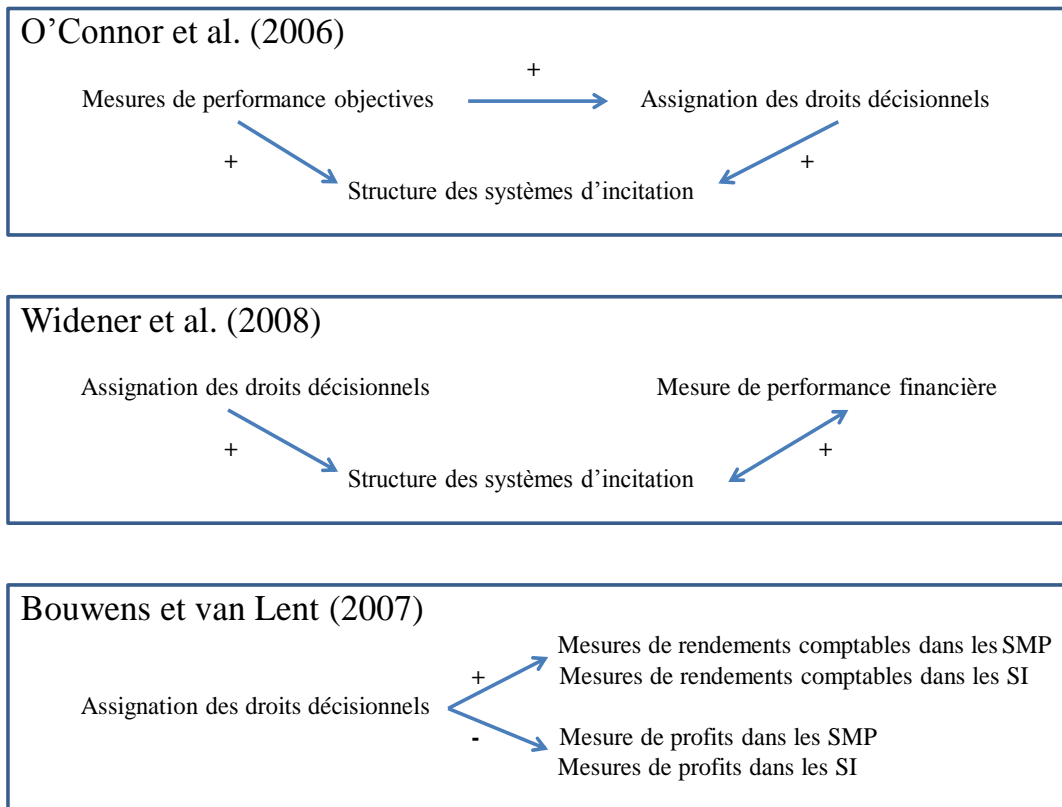 O’Connor et al. (2006)
+
Mesures de performance objectives
Assignation des droits décisionnels
+
+
Structure des systèmes d’incitation
Widener et al. (2008)
Assignation des droits décisionnels
Mesure de performance financière
+
+
Structure des systèmes d’incitation
Bouwens et van Lent (2007)
Mesures de rendements comptables dans les SMP
+
Mesures de rendements comptables dans les SI
Assignation des droits décisionnels
-
Mesure de profits dans les SMP
Mesures de profits dans les SI